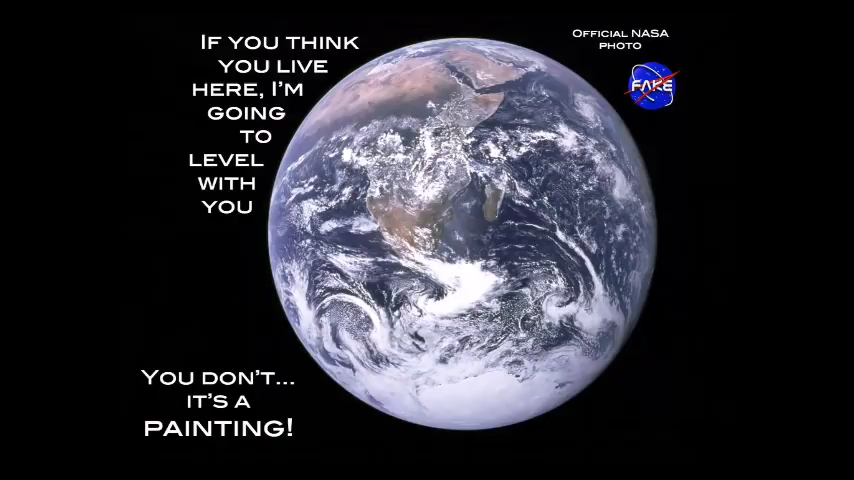 If you think
you live
here, I'm
going
to
level
with
you
Official NASA
photo
FAKE
You don't...
it's a
painting!